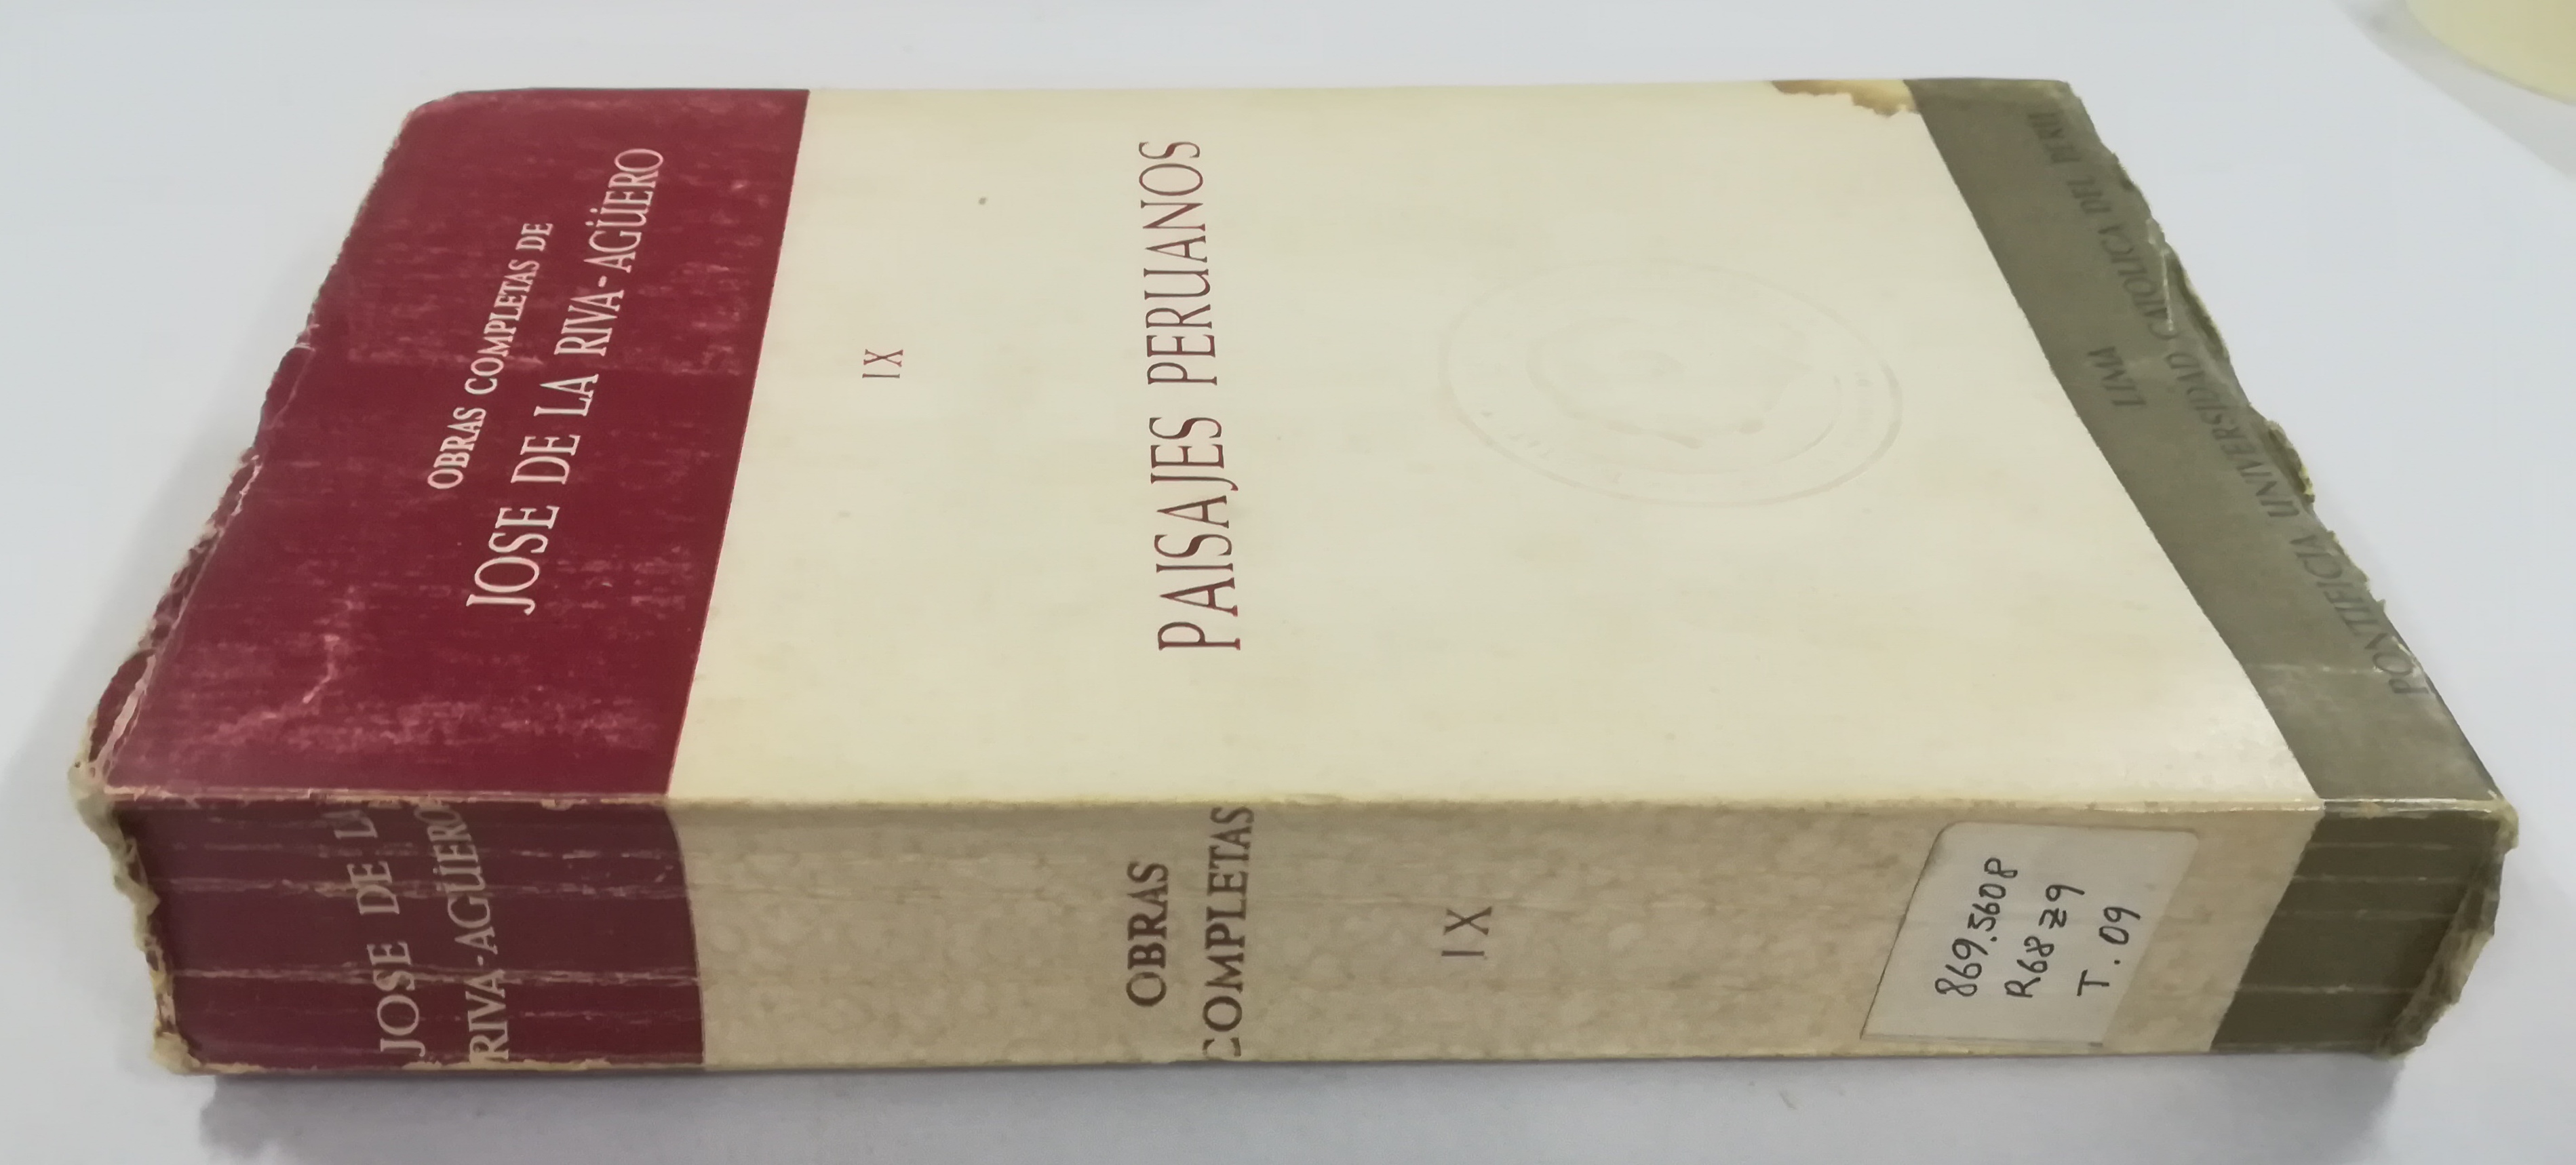 OBRAS COMPLETAS DE
JOSE DE LA RIVA-AGÜERO
IX
PAISAJES PERUANOS
LIMA
PONTIFICIA UNIVERSIDAD CATOLICA DEL PERU
JOSE DE LA
RIVA-AGÜERO
OBRAS
COMPLETAS
IX
869.5608
R68z9
T.09